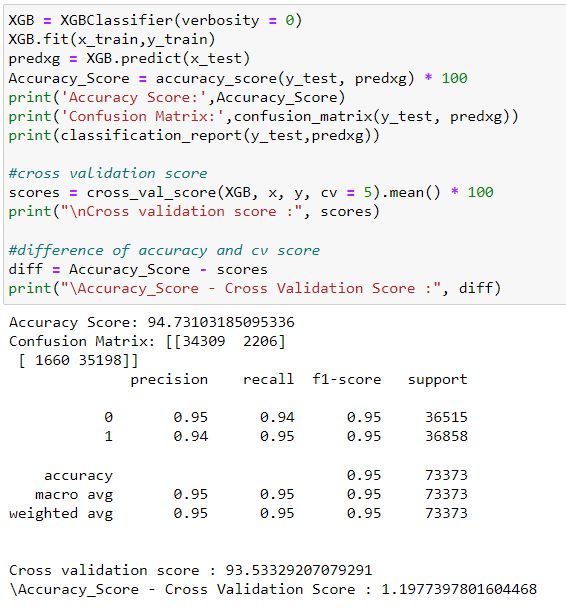 XGB = XGBClassifier(verbosity = 0)
XGB.fit(x_train,y_train)
predxg = XGB.predict(x_test)
Accuracy_Score = accuracy_score(y_test, predxg) * 100
print('Accuracy Score:',Accuracy_Score)
print('Confusion Matrix:',confusion_matrix(y_test, predxg))
print(classification_report(y_test,predxg))

#cross validation score
scores = cross_val_score(XGB, x, y, cv = 5).mean() * 100
print("\nCross validation score :", scores)

#difference of accuracy and cv score
diff = Accuracy_Score - scores
print("\Accuracy_Score - Cross Validation Score :", diff)

Accuracy Score: 94.73103185095336
Confusion Matrix: [[34309  2206]
 [ 1660 35198]]
              precision    recall  f1-score   support

           0       0.95      0.94      0.95     36515
           1       0.94      0.95      0.95     36858

    accuracy                           0.95     73373
   macro avg       0.95      0.95      0.95     73373
weighted avg       0.95      0.95      0.95     73373


Cross validation score : 93.53329207079291
\Accuracy_Score - Cross Validation Score : 1.1977397801604468